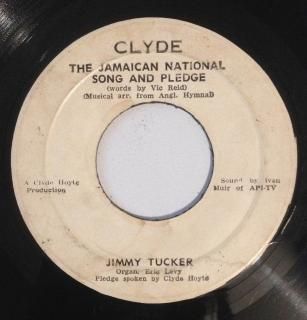 CLYDE
THE JAMAICAN NATIONAL
SONG AND PLEDGE
(words by Vic Reid)
(Musical arr. from Angl. Hymnal)
A Clyde Hoyte
Production
Sound by Ivan
Muir of API-TV
JIMMY TUCKER
Organ: Eric Levy
Pledge spoken by Clyde Hoyte